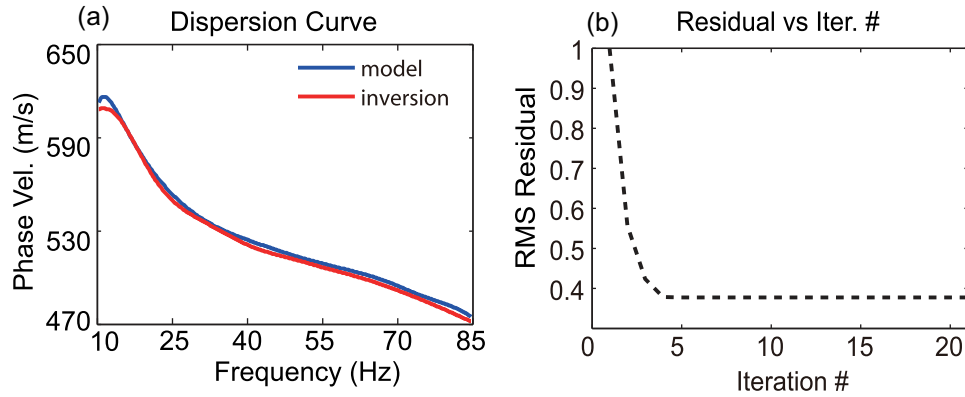 (a) Dispersion Curve
650
590
530
470
Phase Vel. (m/s)
model
inversion
10 25 40 55 70 85
Frequency (Hz)
(b) Residual vs Iter. #
1
0.9
0.8
0.7
0.6
0.5
0.4
RMS Residual
0 5 10 15 20
Iteration #